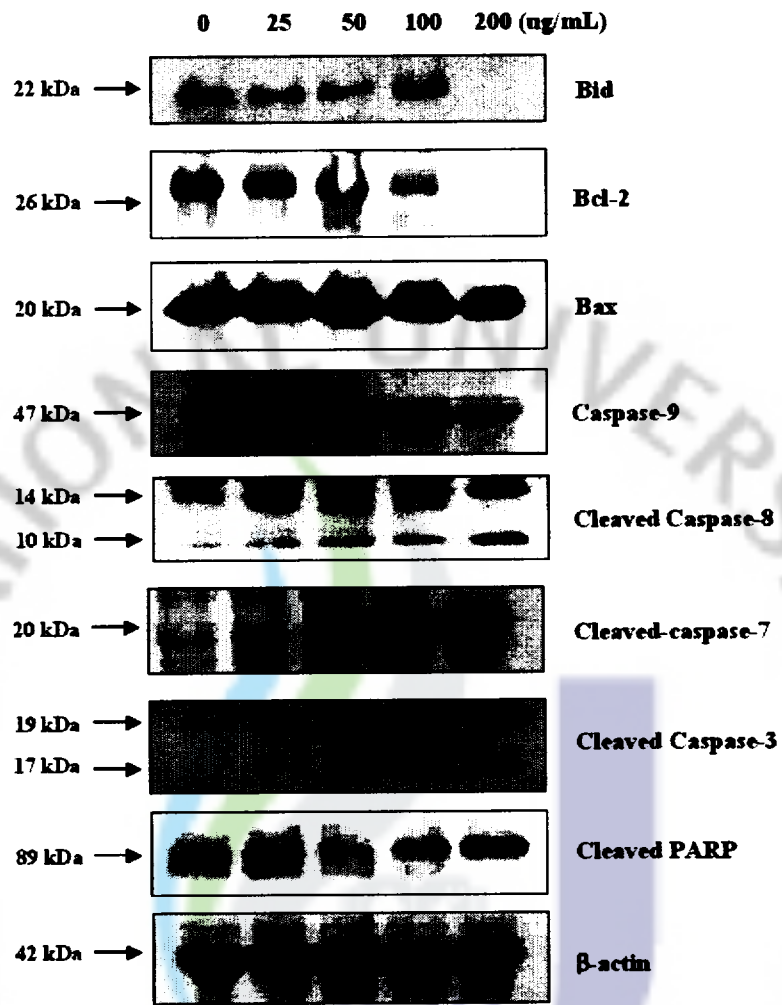 0 25 50 100 200 (ug/mL)
22 kDa Bid
26 kDa Bcl-2
20 kDa Bax
47 kDa Caspase-9
14 kDa
10 kDa Cleaved Caspase-8
20 kDa Cleaved-caspase-7
19 kDa
17 kDa Cleaved Caspase-3
89 kDa Cleaved PARP
42 kDa β-actin